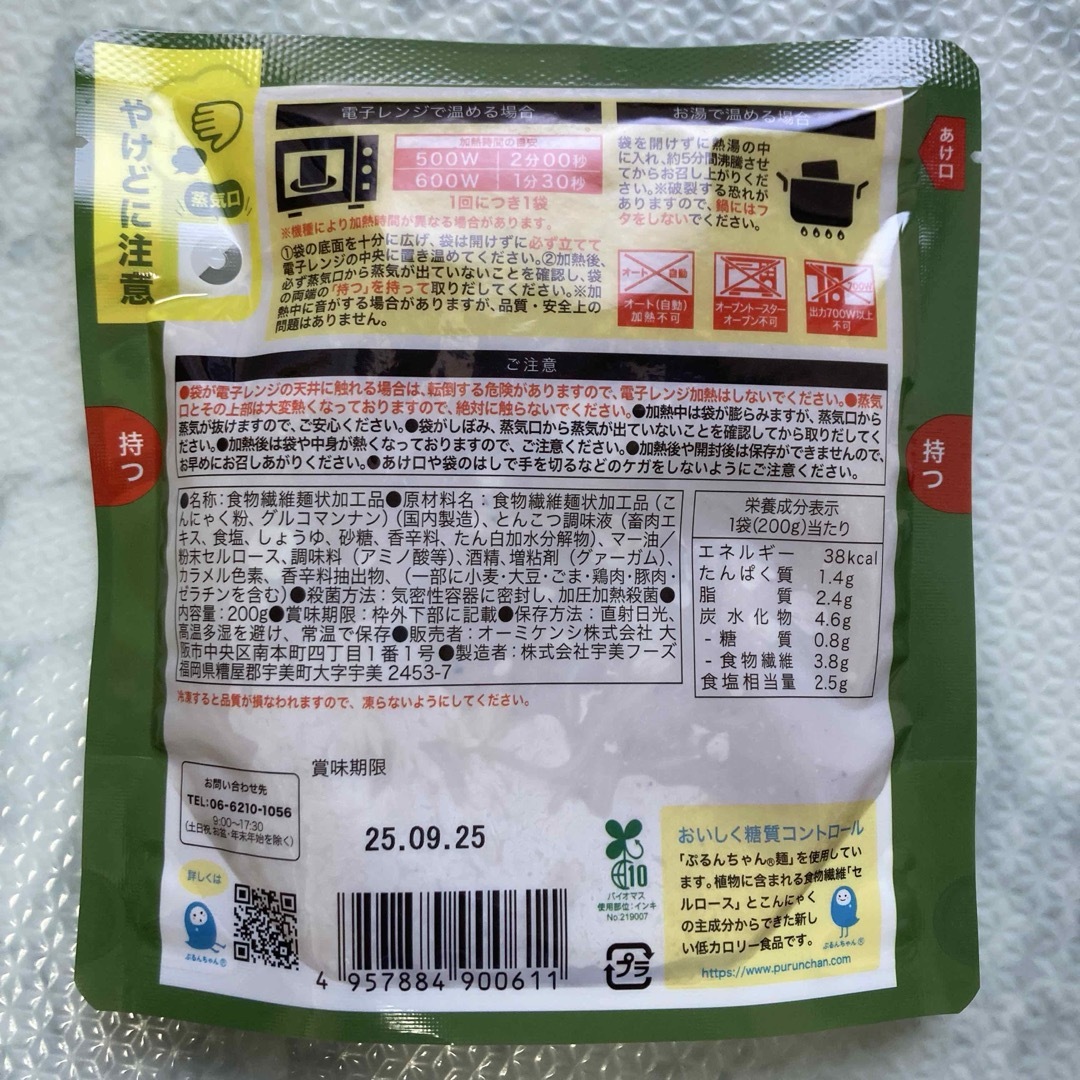 やけどに注意
蒸気口
電子レンジで温める場合
加熱時間の目安
500W 2分00秒
600W 1分30秒
1回につき1袋
※機種により加熱時間が異なる場合があります。
①袋の底面を十分に広げ、袋は開けずに必ず立てて
電子レンジの中央に置き温めてください。②加熱後、
必ず蒸気口から蒸気が出ていないことを確認し、袋
の両端の「持つ」を持って取りだしてください。※加
熱中に音がする場合がありますが、品質・安全上の
問題はありません。
お湯で温める場合
袋を開けずに熱湯の中
に入れ、約5分間沸騰させ
てからお召し上がりくだ
さい。※破裂する恐れが
ありますので、鍋にはフ
タをしないでください。
あけ口
オート 自動
オート(自動)
加熱不可
オーブントースター
オーブン不可
700W
出力700W以上
不可
ご注意
●袋が電子レンジの天井に触れる場合は、転倒する危険がありますので、電子レンジ加熱はしないでください。●蒸気
口とその上部は大変熱くなっておりますので、絶対に触らないでください。●加熱中は袋が膨らみますが、蒸気口から
蒸気が抜けますので、ご安心ください。●袋がしぼみ、蒸気口から蒸気が出ていないことを確認してから取りだしてく
ださい。●加熱後は袋や中身が熱くなっておりますので、ご注意ください。●加熱後や開封後は保存ができませんので、
お早めにお召しあがりください。●あけ口や袋のはしで手を切るなどのケガをしないようにご注意ください。
持つ
持つ
●名称:食物繊維麺状加工品●原材料名:食物繊維麺状加工品(こ
んにゃく粉、グルコマンナン)(国内製造)、とんこつ調味液(畜肉エ
キス、食塩、しょうゆ、砂糖、香辛料、たん白加水分解物)、マー油/
粉末セルロース、調味料(アミノ酸等)、酒精、増粘剤(グァーガム)、
カラメル色素、香辛料抽出物、(一部に小麦・大豆・ごま・鶏肉・豚肉・
ゼラチンを含む)●殺菌方法:気密性容器に密封し、加圧加熱殺菌●
内容量:200g●賞味期限:枠外下部に記載●保存方法:直射日光、
高温多湿を避け、常温で保存●販売者:オーミケンシ株式会社 大
阪市中央区南本町四丁目1番1号●製造者:株式会社宇美フーズ
福岡県糟屋郡宇美町大字宇美 2453-7
栄養成分表示
1袋(200g)当たり
エネルギー 38kcal
たんぱく質 1.4g
脂質 2.4g
炭水化物 4.6g
- 糖質 0.8g
- 食物繊維 3.8g
食塩相当量 2.5g
冷凍すると品質が損なわれますので、凍らないようにしてください。
お問い合わせ先
TEL:06-6210-1056
9:00〜17:30
(土日祝、お盆・年末年始を除く)
賞味期限
25.09.25
詳しくは
ぷるんちゃん®
4 957884 900611
10
バイオマス
使用部位:インキ
No.219007
プラ
おいしく糖質コントロール
「ぷるんちゃん®麺」を使用してい
ます。植物に含まれる食物繊維「セ
ルロース」とこんにゃく
の主成分からできた新し
い低カロリー食品です。
ぷるんちゃん®
https://www.purunchan.com